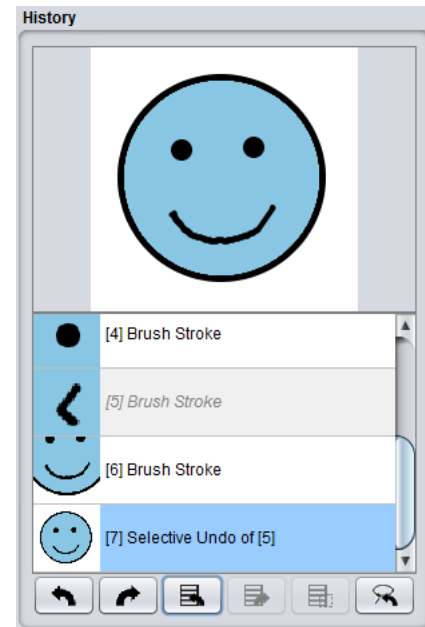 History
[4] Brush Stroke
[5] Brush Stroke
[6] Brush Stroke
[7] Selective Undo of [5]